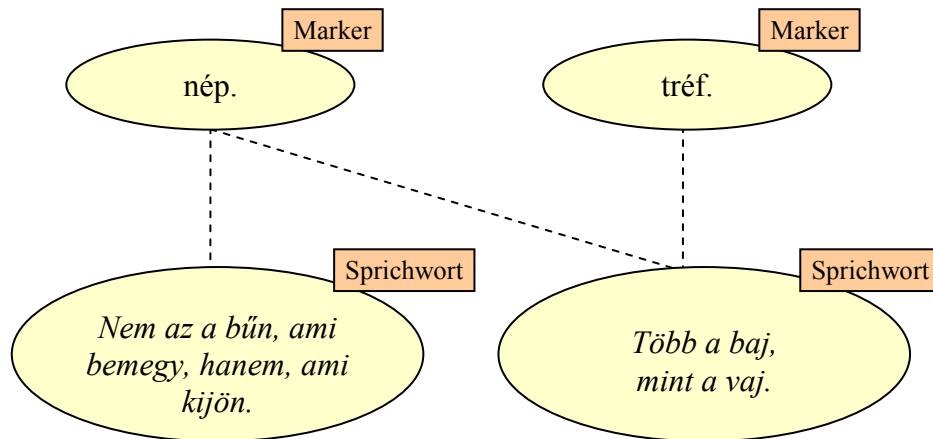 Marker
Marker
nép.
tréf.
Sprichwort
Sprichwort
Nem az a bűn, ami
bemegy, hanem, ami
kijön.
Több a baj,
mint a vaj.